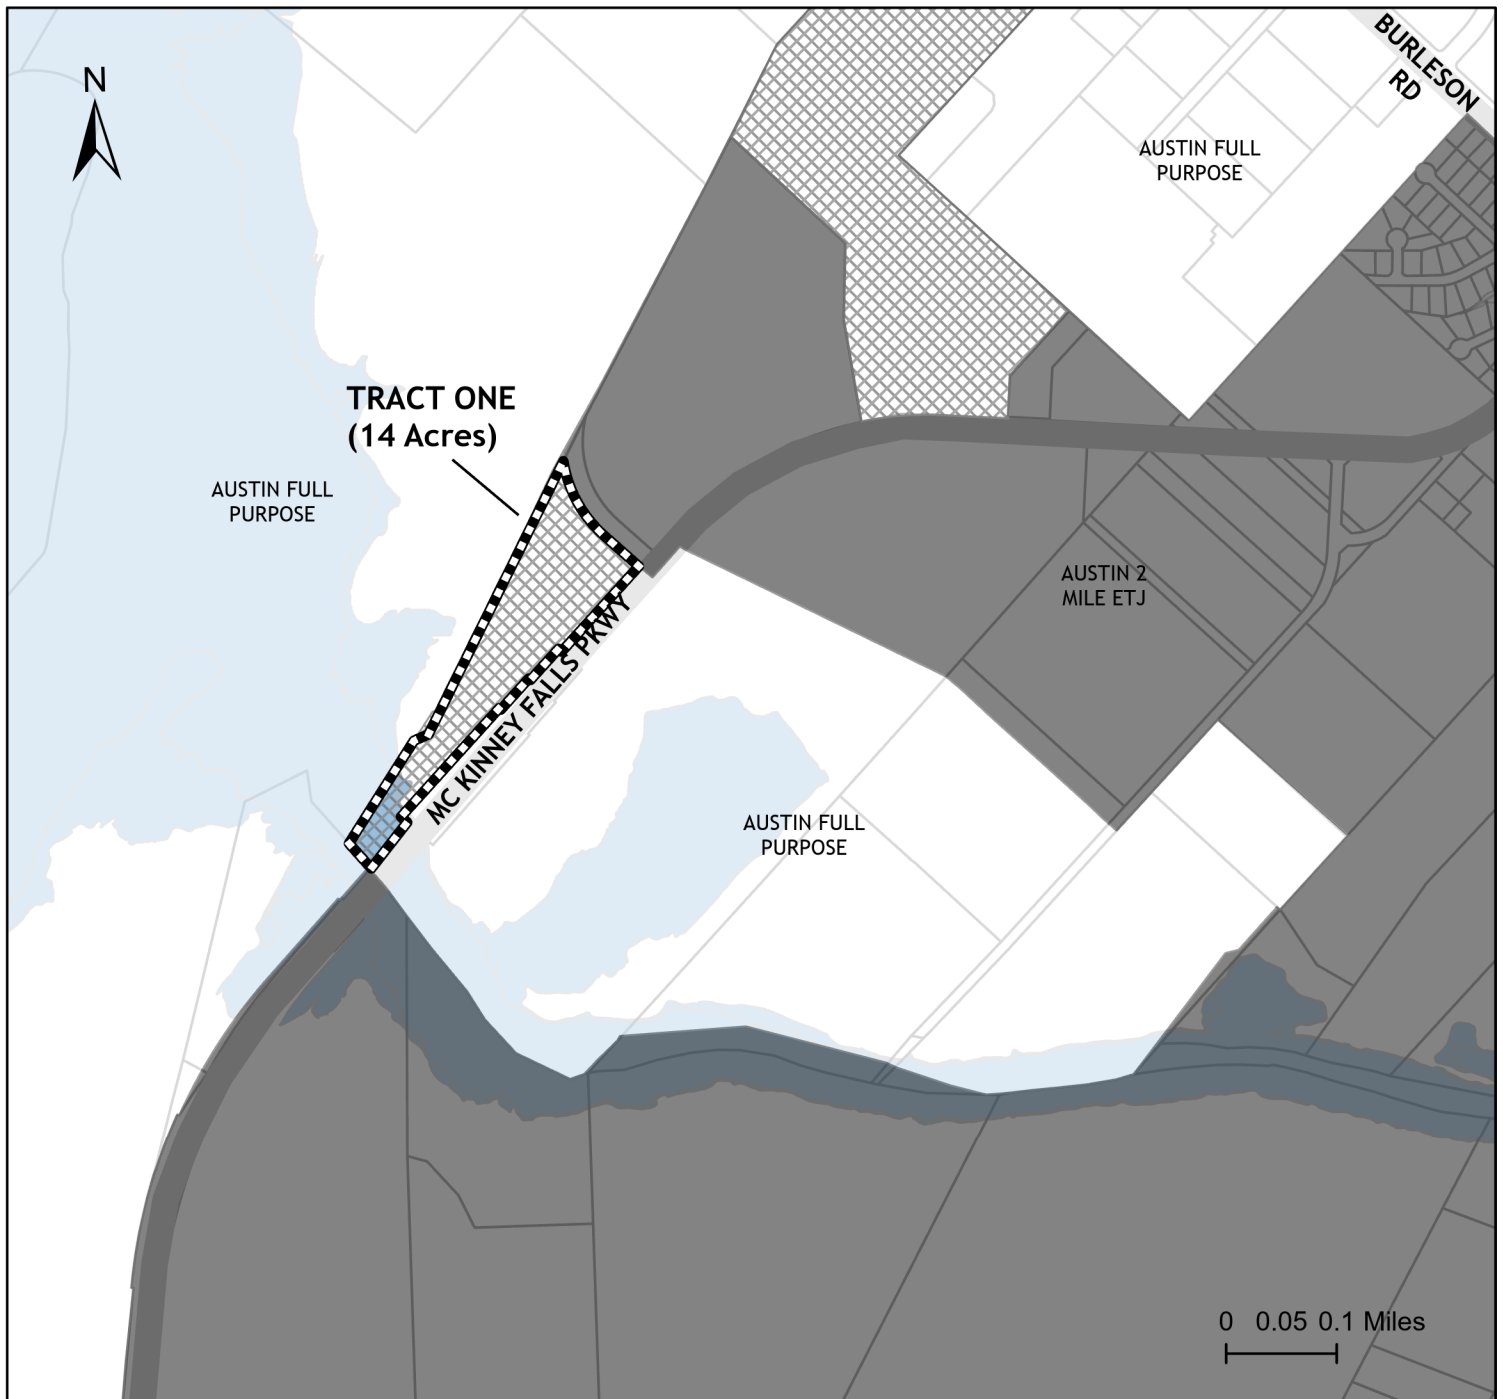 N
BURLESON
RD
AUSTIN FULL
PURPOSE
TRACT ONE
(14 Acres)
AUSTIN FULL
PURPOSE
AUSTIN 2
MILE ETJ
MC KINNEY FALLS PKWY
AUSTIN FULL
PURPOSE
0 0.05 0.1 Miles